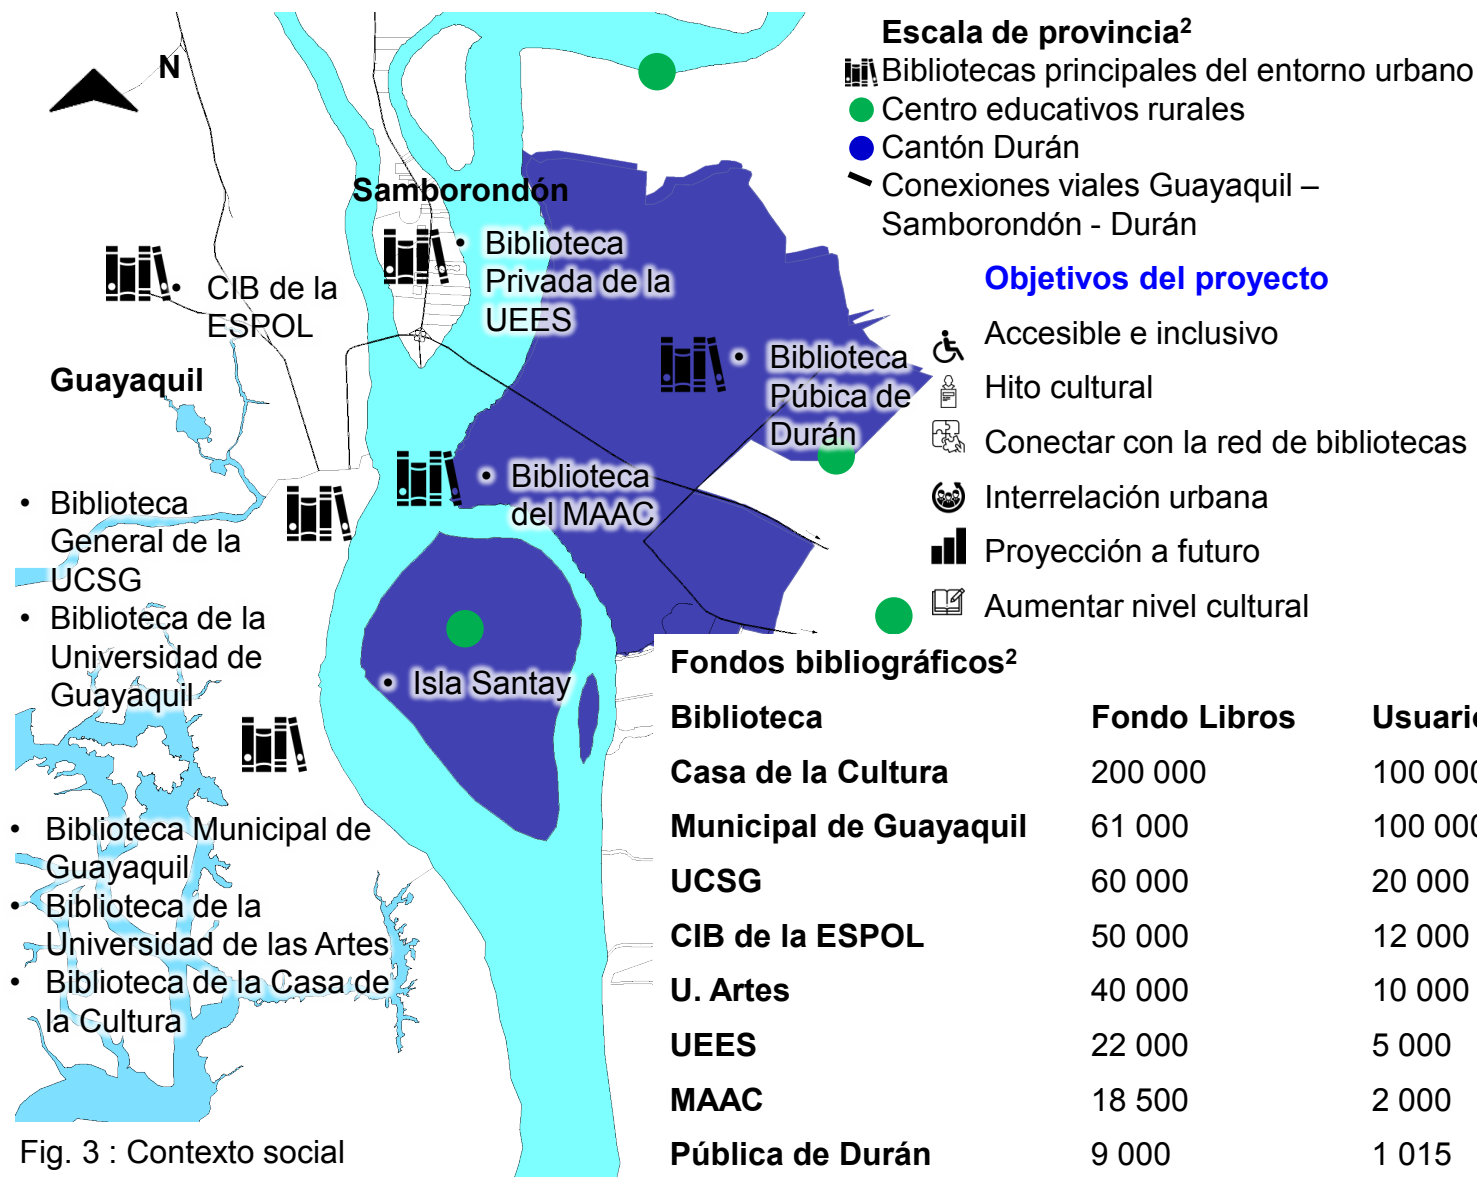 N
Samborondón
• Biblioteca
Privada de la
UEES
• CIB de la
ESPOL
Guayaquil
• Biblioteca
Púbica de
Durán
• Biblioteca
del MAAC
• Biblioteca
General de la
UCSG
• Biblioteca de la
Universidad de
Guayaquil
• Isla Santay
• Biblioteca Municipal de
Guayaquil
• Biblioteca de la
Universidad de las Artes
• Biblioteca de la Casa de
la Cultura
Fig. 3 : Contexto social
Escala de provincia²
Bibliotecas principales del entorno urbano
Centro educativos rurales
Cantón Durán
Conexiones viales Guayaquil –
Samborondón - Durán
Objetivos del proyecto
Accesible e inclusivo
Hito cultural
Conectar con la red de bibliotecas
Interrelación urbana
Proyección a futuro
Aumentar nivel cultural
Fondos bibliográficos²
Biblioteca Fondo Libros Usuario
Casa de la Cultura 200 000 100 000
Municipal de Guayaquil 61 000 100 000
UCSG 60 000 20 000
CIB de la ESPOL 50 000 12 000
U. Artes 40 000 10 000
UEES 22 000 5 000
MAAC 18 500 2 000
Pública de Durán 9 000 1 015